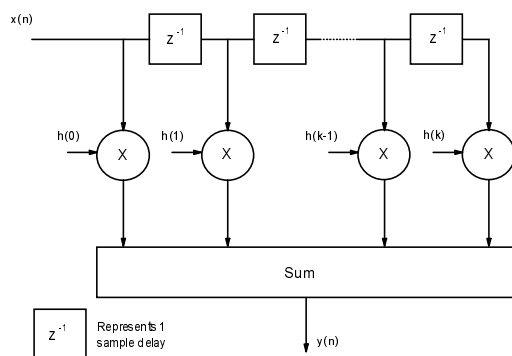 x(n)
Z⁻¹ Z⁻¹ Z⁻¹
h(0) h(1) h(k-1) h(k)
X X X X
Sum
Z⁻¹ Represents 1
sample delay
y(n)